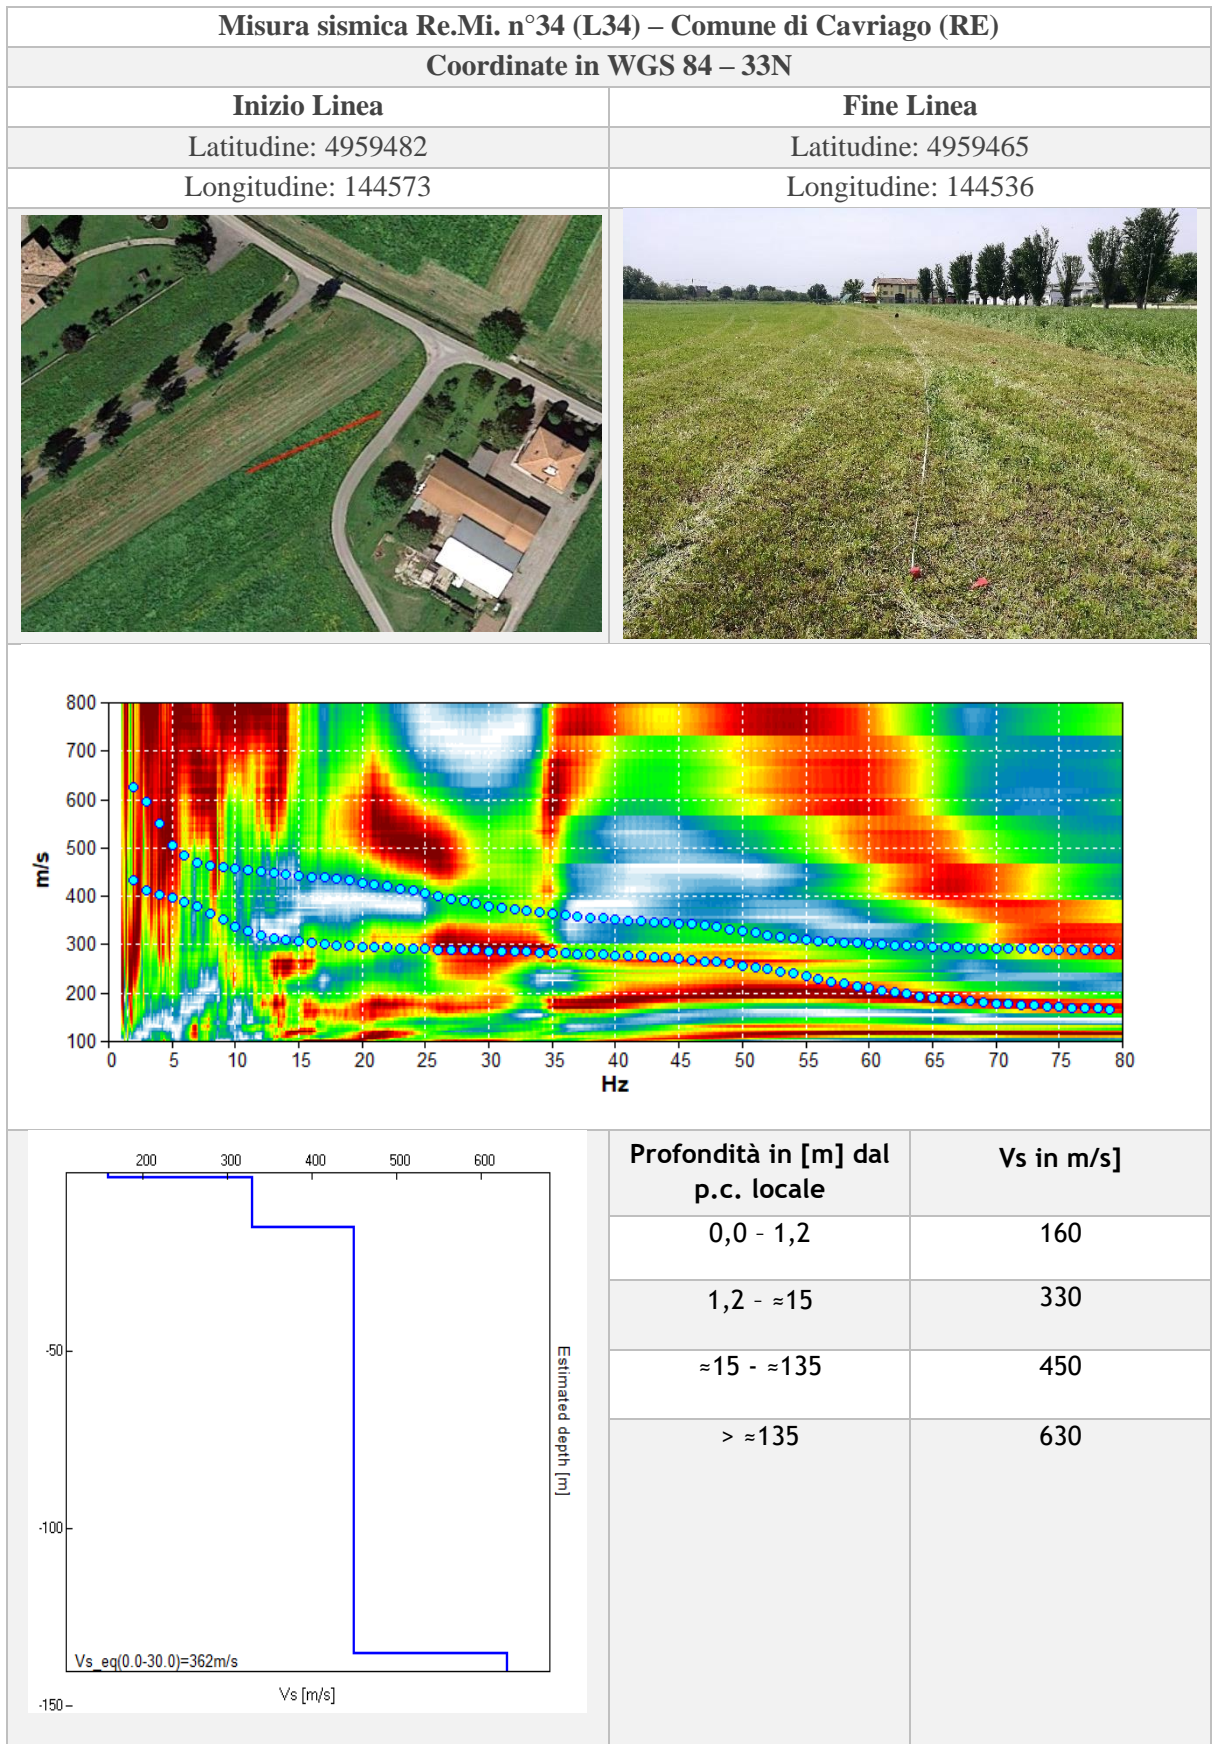 Misura sismica Re.Mi. n°34 (L34) – Comune di Cavriago (RE)
Coordinate in WGS 84 – 33N
Inizio Linea
Fine Linea
Latitudine: 4959482
Latitudine: 4959465
Longitudine: 144573
Longitudine: 144536
800
700
600
500
400
300
200
100
m/s
0 5 10 15 20 25 30 35 40 45 50 55 60 65 70 75 80
Hz
200 300 400 500 600
-50
-100
-150
Estimated depth [m]
Vs_eq(0.0-30.0)=362m/s
Vs [m/s]
Profondità in [m] dal
p.c. locale
Vs in m/s]
0,0 – 1,2
160
1,2 – ≈15
330
≈15 - ≈135
450
> ≈135
630